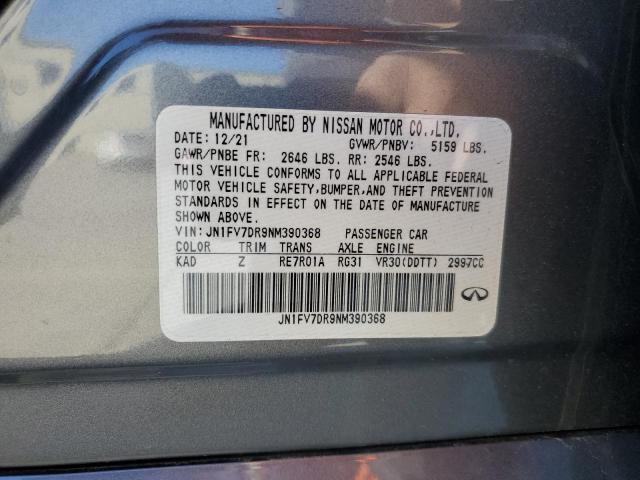 MANUFACTURED BY NISSAN MOTOR CO.,LTD.
DATE: 12/21 GVWR/PNBV: 5159 LBS.
GAWR/PNBE FR: 2646 LBS. RR: 2546 LBS.
THIS VEHICLE CONFORMS TO ALL APPLICABLE FEDERAL
MOTOR VEHICLE SAFETY,BUMPER,AND THEFT PREVENTION
STANDARDS IN EFFECT ON THE DATE OF MANUFACTURE
SHOWN ABOVE.
VIN: JN1FV7DR9NM390368 PASSENGER CAR
COLOR TRIM TRANS AXLE ENGINE
KAD Z RE7R01A RG31 VR30(DDTT) 2997CC
JN1FV7DR9NM390368